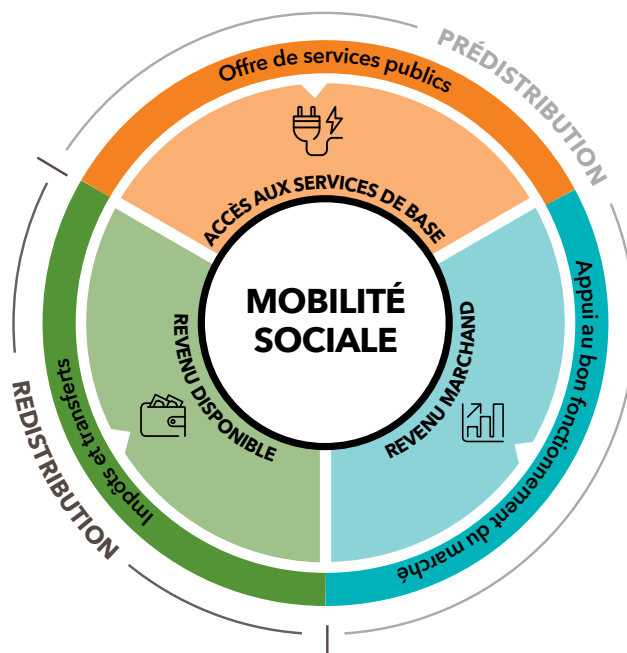 PRÉDISTRIBUTION
Offre de services publics
ACCÈS AUX SERVICES DE BASE
MOBILITÉ
SOCIALE
REVENU DISPONIBLE
REVENU MARCHAND
Appui au bon fonctionnement du marché
Impôts et transferts
REDISTRIBUTION